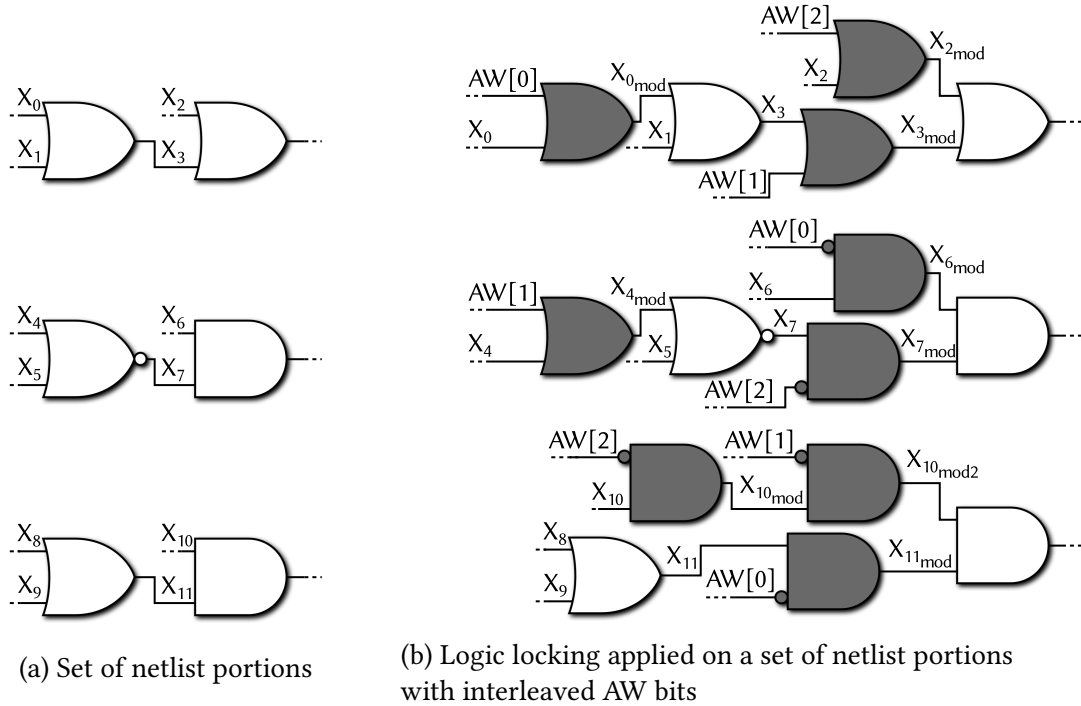 X0
X1
X2
X3
X4
X5
X6
X7
X8
X9
X10
X11
(a) Set of netlist portions
AW[2]
X2mod
X2
AW[0]
X0mod
X0
X1
X3
X3mod
AW[1]
AW[0]
X6mod
X6
AW[1]
X4mod
X4
X5
X7
X7mod
AW[2]
AW[2]
AW[1]
X10
X10mod
X10mod2
X8
X11
X11mod
X9
AW[0]
(b) Logic locking applied on a set of netlist portions
with interleaved AW bits